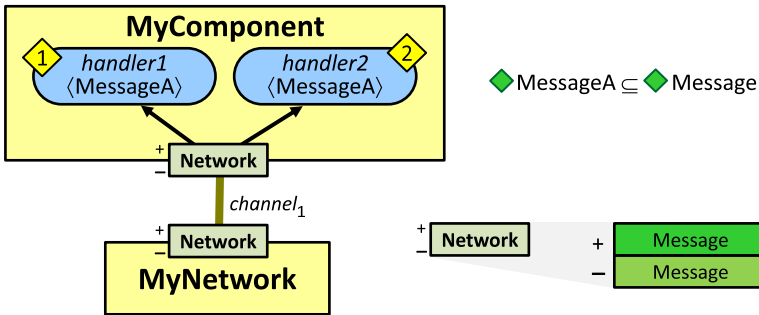 MyComponent
1
handler1
⟨MessageA⟩
handler2
⟨MessageA⟩
2
MessageA ⊆ Message
+
–
Network
channel1
+
–
Network
MyNetwork
+
–
Network
+
Message
–
Message